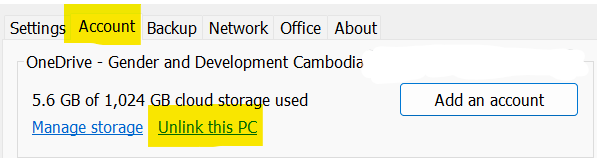 Settings Account Backup Network Office About
OneDrive - Gender and Development Cambodia
5.6 GB of 1,024 GB cloud storage used
Add an account
Manage storage Unlink this PC